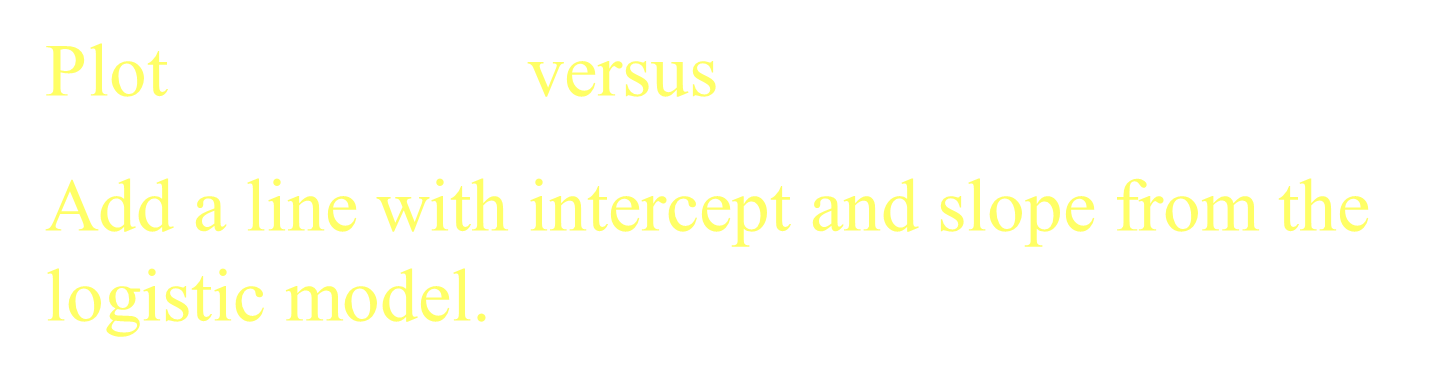 Plot versus
Add a line with intercept and slope from the
logistic model.